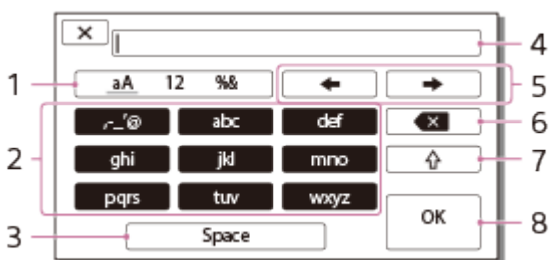 4
1 aA 12 %& 5
,-_'@ abc def 6
2 ghi jkl mno 7
pqrs tuv wxyz
OK 8
3 Space